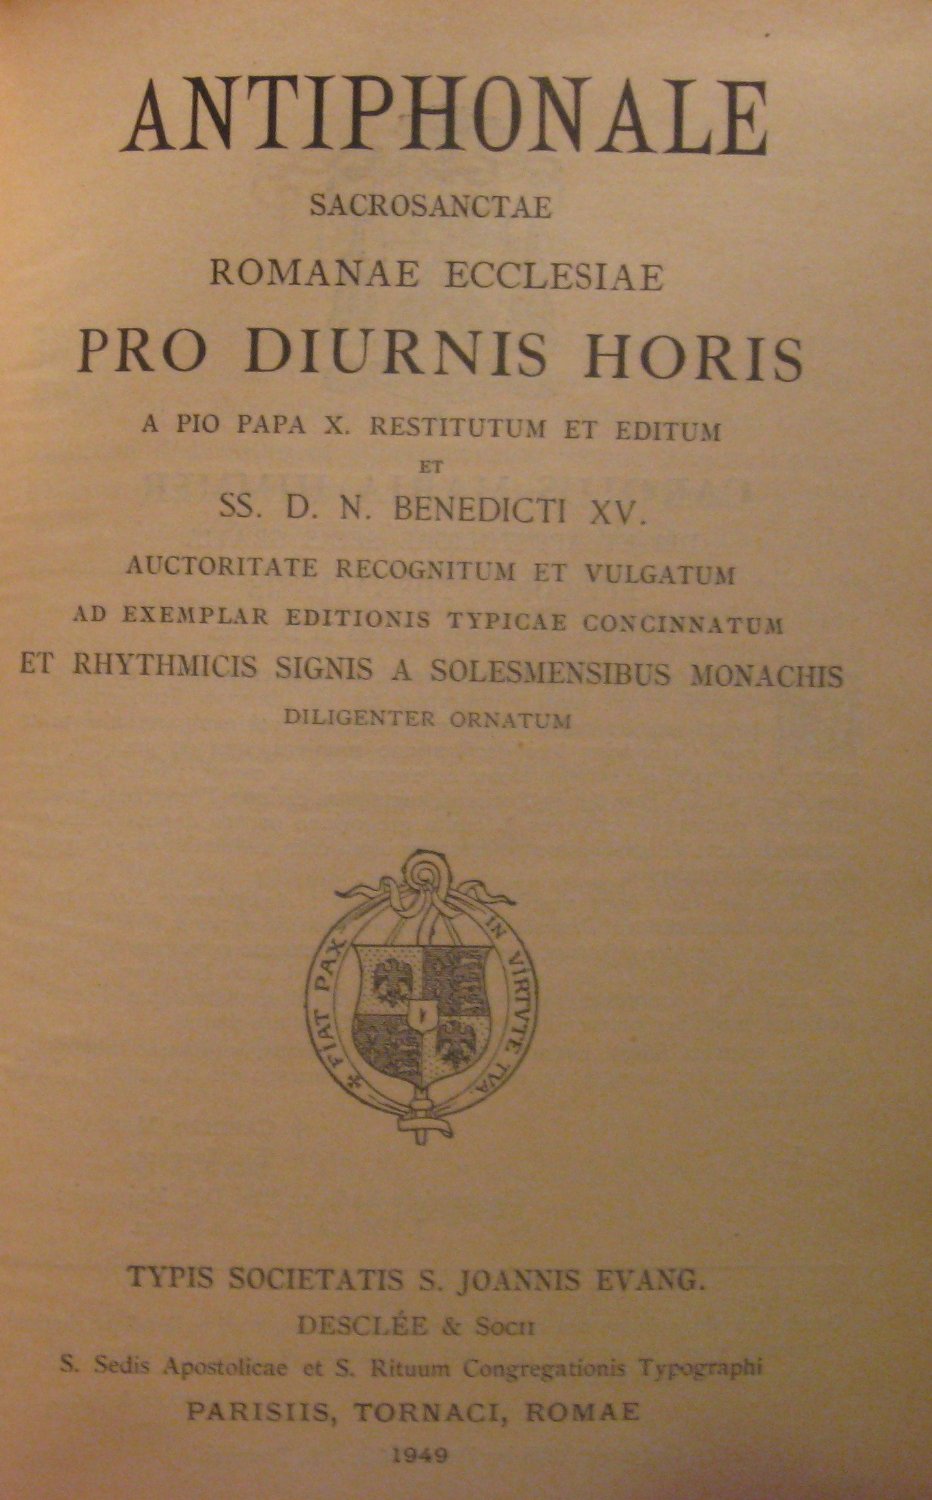 ANTIPHONALE
SACROSANCTAE
ROMANAE ECCLESIAE
PRO DIURNIS HORIS
A PIO PAPA X. RESTITUTUM ET EDITUM
ET
SS. D. N. BENEDICTI XV.
AUCTORITATE RECOGNITUM ET VULGATUM
AD EXEMPLAR EDITIONIS TYPICAE CONCINNATUM
ET RHYTHMICIS SIGNIS A SOLESMENSIBUS MONACHIS
DILIGENTER ORNATUM
✠ FIAT PAX IN VIRTVTE TVA.
TYPIS SOCIETATIS S. JOANNIS EVANG.
DESCLÉE & Socii
S. Sedis Apostolicae et S. Rituum Congregationis Typographi
PARISIIS, TORNACI, ROMAE
1949